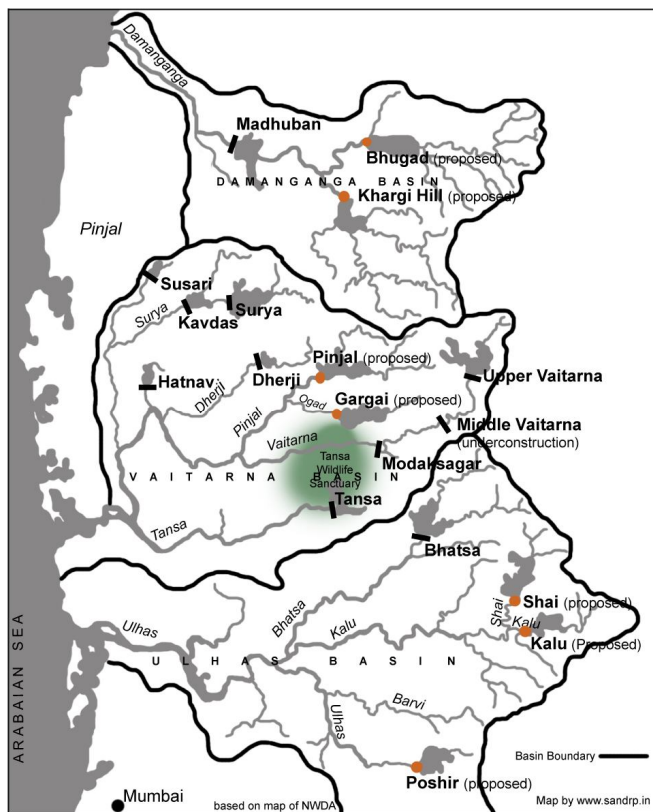 Damanganga
Madhuban
Bhugad (proposed)
DAMANGANGA BASIN
Khargi Hill (proposed)
Pinjal
Susari
Surya
Kavdas
Surya
Pinjal (proposed)
Upper Vaitarna
Dherji
Hatnav
Dherji
Gargai (proposed)
Ogad
Pinjal
Middle Vaitarna
(underconstruction)
Vaitarna
Modaksagar
Tansa
Wildlife
Sanctuary
VAITARNA BASIN
Tansa
Tansa
Bhatsa
Shai (proposed)
Shai
Kalu
Kalu (Proposed)
Bhatsa
Ulhas
Kalu
ULHAS BASIN
Barvi
Ulhas
ARABAIAN SEA
Poshir
(proposed)
Basin Boundary
Mumbai
based on map of NWDA
Map by www.sandrp.in